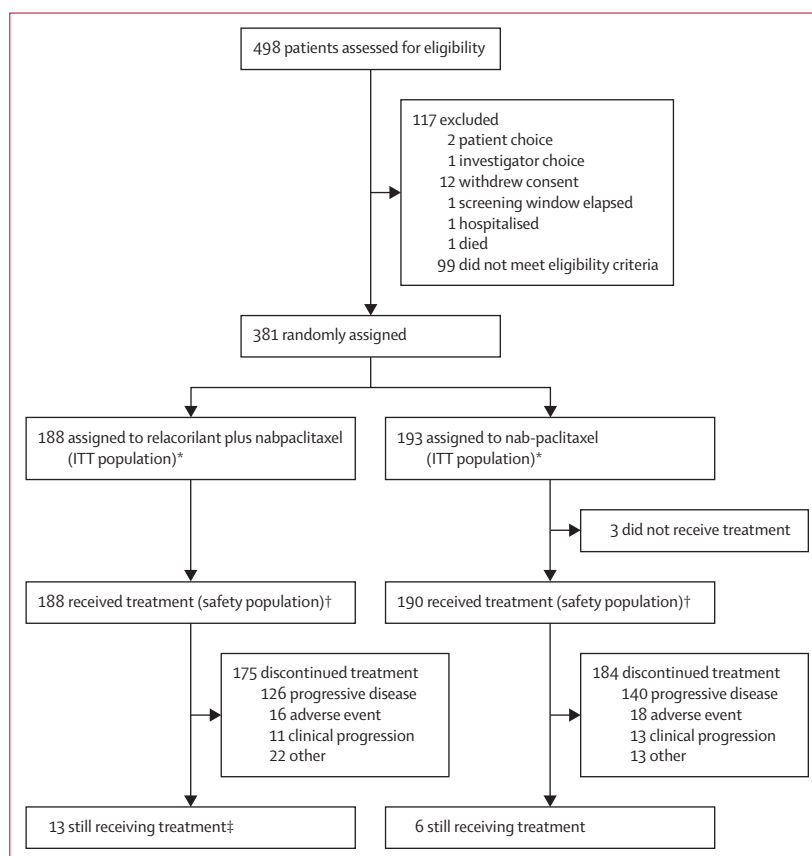 498 patients assessed for eligibility
117 excluded
2 patient choice
1 investigator choice
12 withdrew consent
1 screening window elapsed
1 hospitalised
1 died
99 did not meet eligibility criteria
381 randomly assigned
188 assigned to relacorilant plus nabpaclitaxel
(ITT population)*
193 assigned to nab-paclitaxel
(ITT population)*
3 did not receive treatment
188 received treatment (safety population)†
190 received treatment (safety population)†
175 discontinued treatment
126 progressive disease
16 adverse event
11 clinical progression
22 other
184 discontinued treatment
140 progressive disease
18 adverse event
13 clinical progression
13 other
13 still receiving treatment‡
6 still receiving treatment